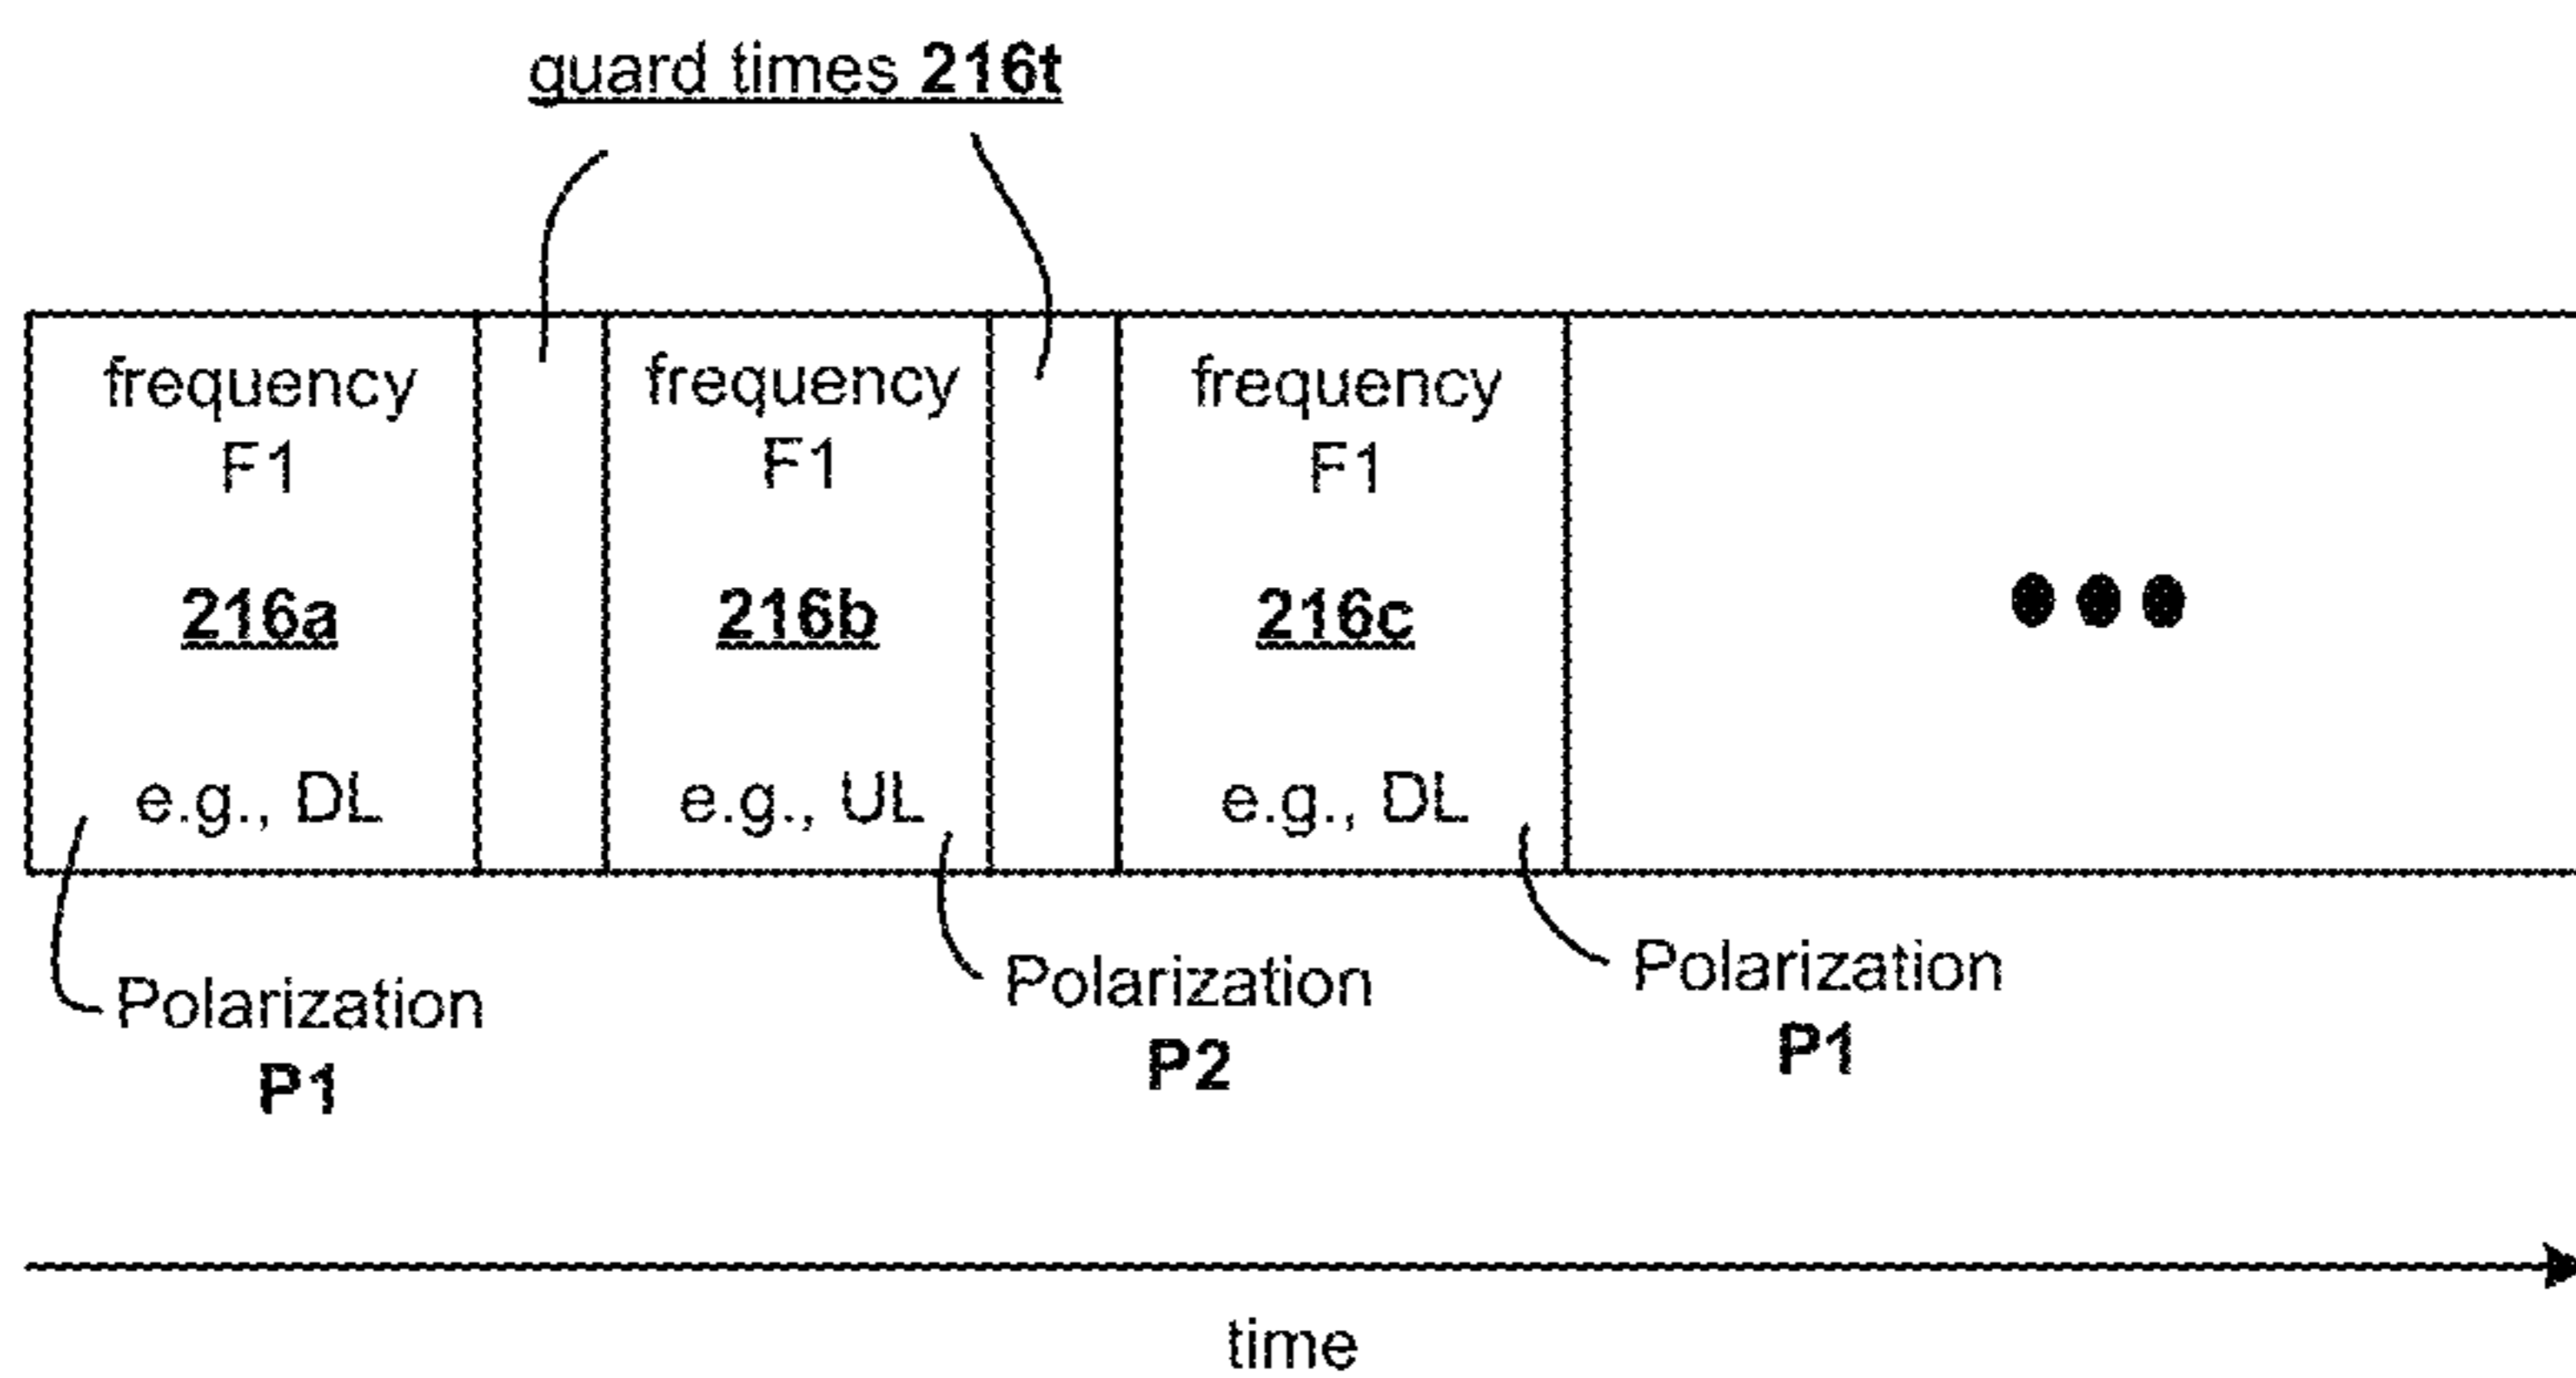 guard times 216t
frequency
F1
216a
e.g., DL
frequency
F1
216b
e.g., UL
frequency
F1
216c
e.g., DL
Polarization
P1
Polarization
P2
Polarization
P1
time